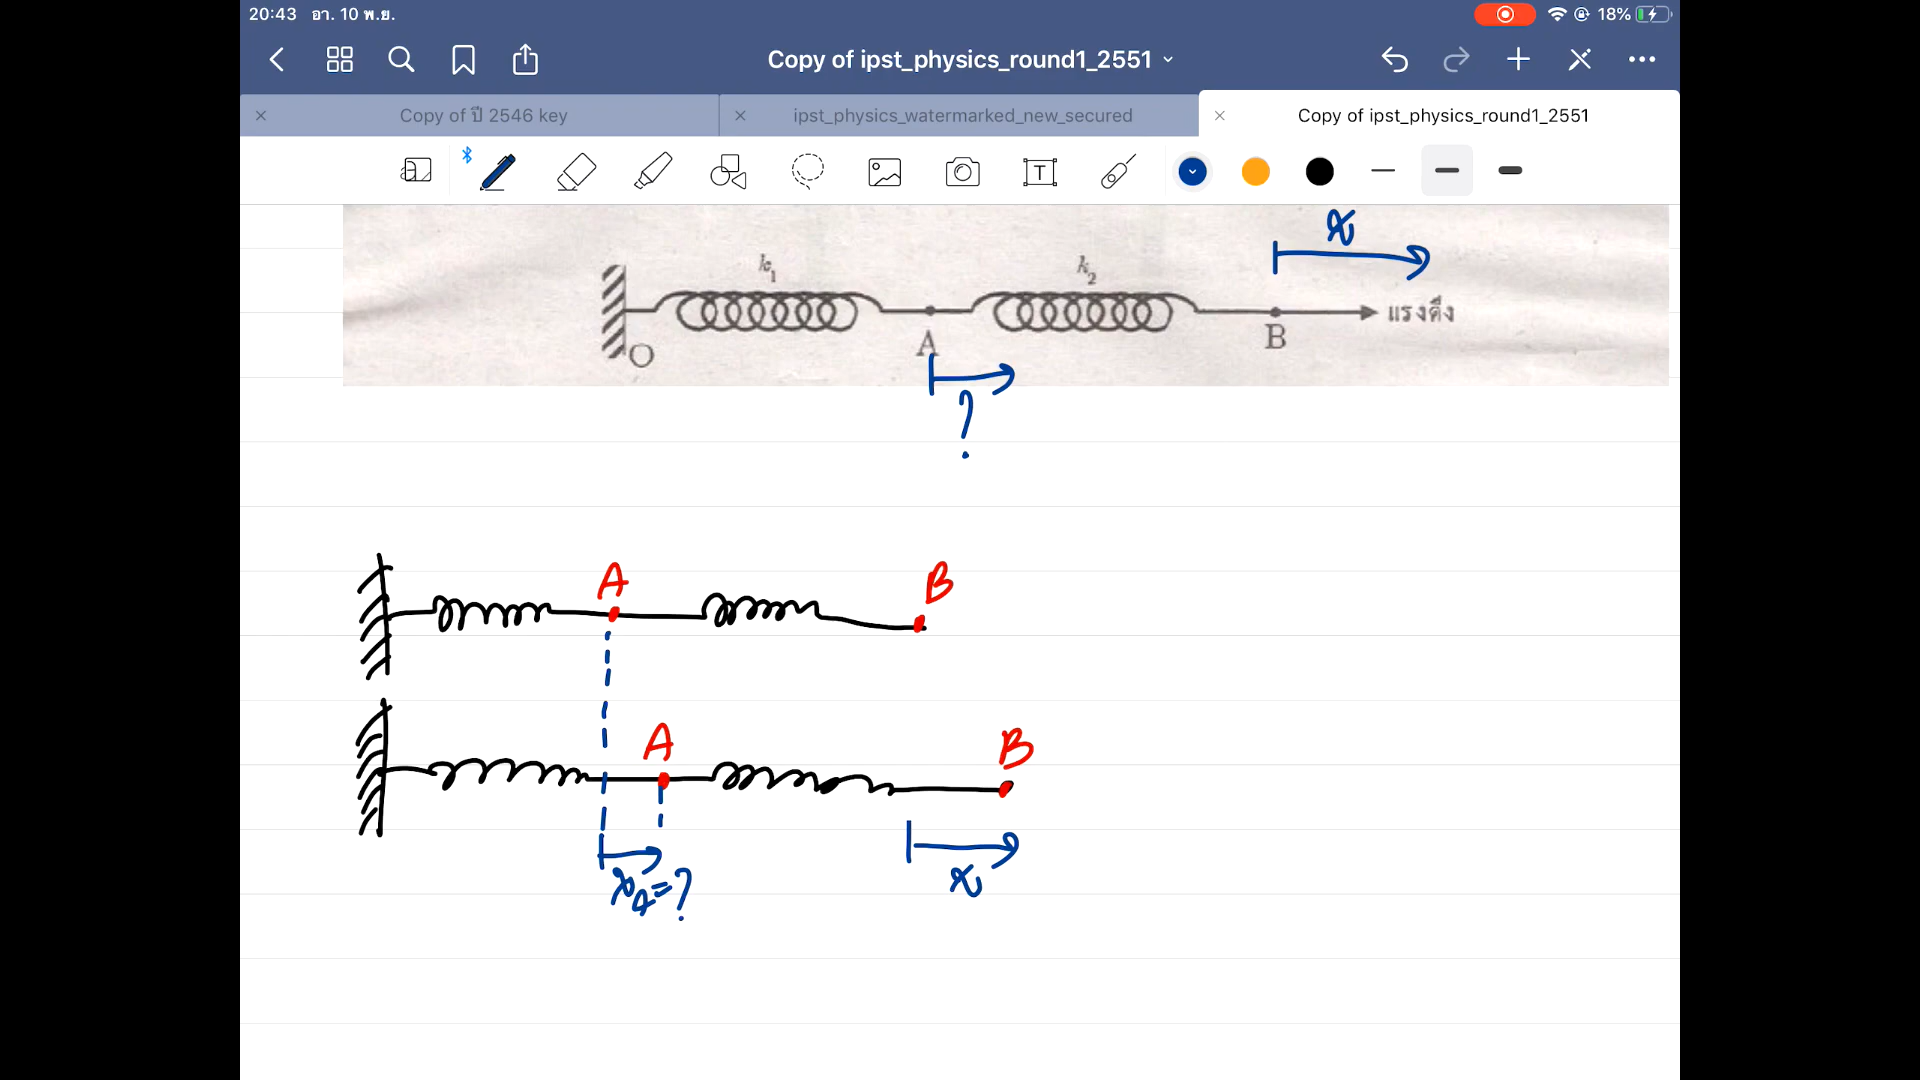 20:43 อา. 10 พ.ย.
18%
Copy of ipst_physics_round1_2551
Copy of ปี 2546 key
ipst_physics_watermarked_new_secured
Copy of ipst_physics_round1_2551
T
x
k₁
k₂
แรงดึง
O
A
B
?
A
B
A
B
x_A=?
x